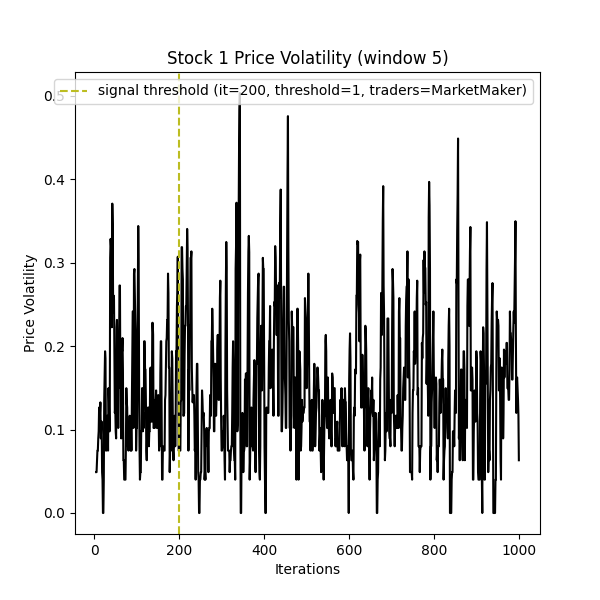 Stock 1 Price Volatility (window 5)
signal threshold (it=200, threshold=1, traders=MarketMaker)
0.5
0.4
0.3
0.2
0.1
0.0
Price Volatility
0 200 400 600 800 1000
Iterations